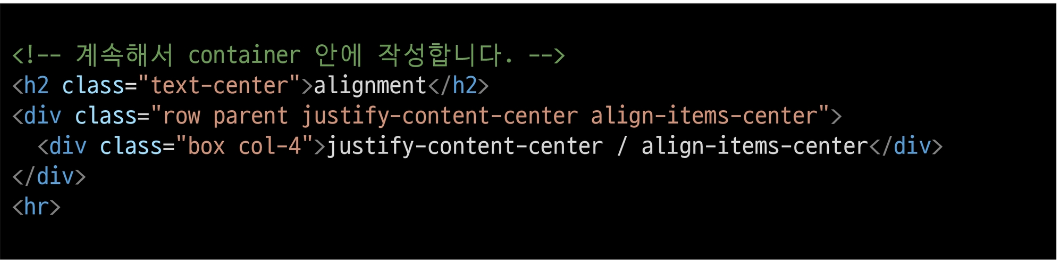 <!-- 계속해서 container 안에 작성합니다. -->
<h2 class="text-center">alignment</h2>
<div class="row parent justify-content-center align-items-center">
  <div class="box col-4">justify-content-center / align-items-center</div>
</div>
<hr>